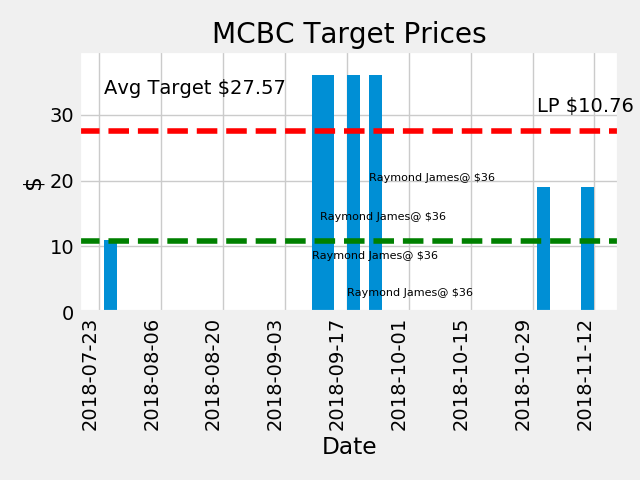 MCBC Target Prices
Avg Target $27.57
LP $10.76
30
20
10
0
$
Raymond James@ $36
Raymond James@ $36
Raymond James@ $36
Raymond James@ $36
2018-07-23
2018-08-06
2018-08-20
2018-09-03
2018-09-17
2018-10-01
2018-10-15
2018-10-29
2018-11-12
Date